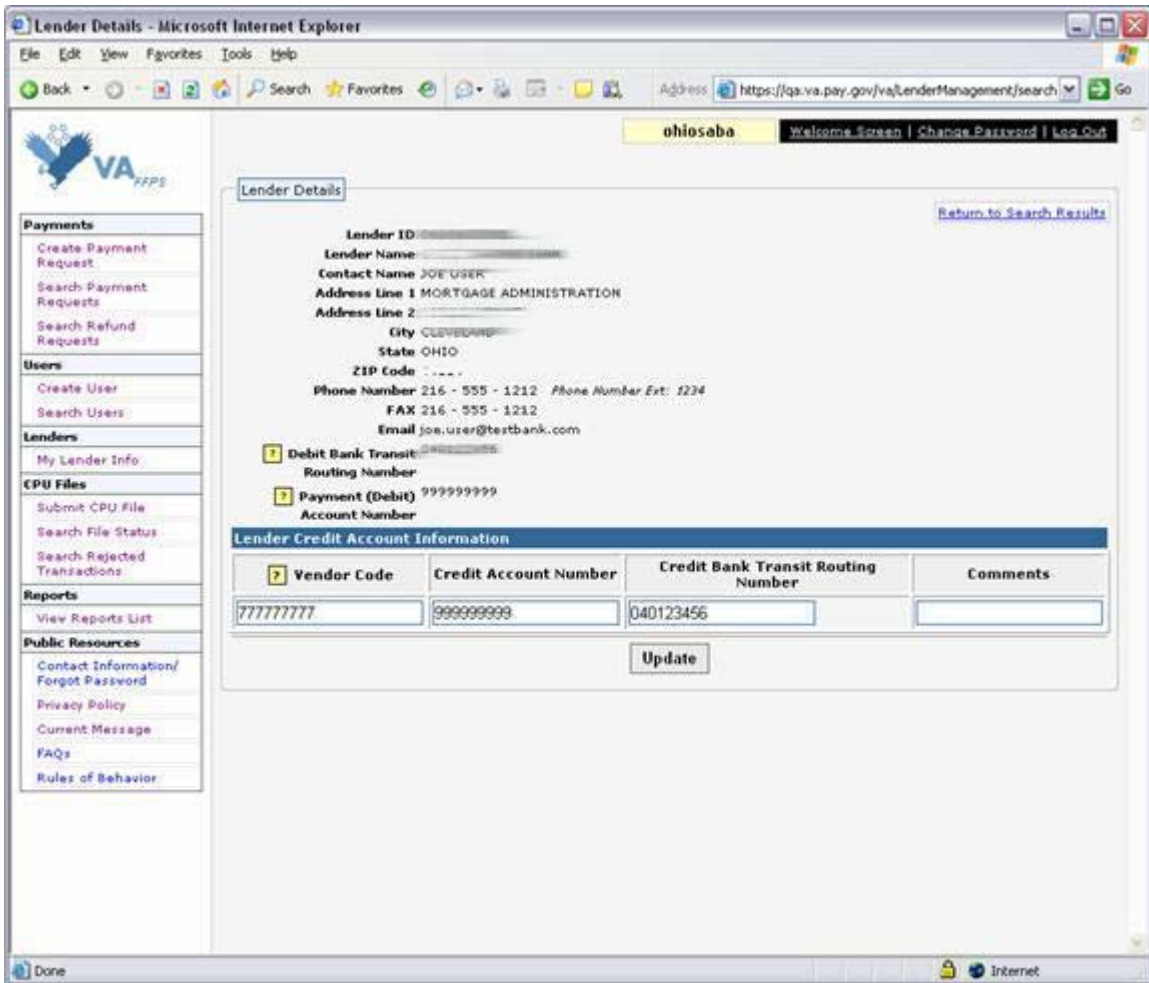 Lender Details - Microsoft Internet Explorer
File Edit View Favorites Tools Help
Back Search Favorites Address https://qa.va.pay.gov/va/LenderManagement/search Go
ohiosaba Welcome Screen | Change Password | Log Out
VA FFPS
Payments
Create Payment
Request
Search Payment
Requests
Search Refund
Requests
Users
Create User
Search Users
Lenders
My Lender Info
CPU Files
Submit CPU File
Search File Status
Search Rejected
Transactions
Reports
View Reports List
Public Resources
Contact Information/
Forgot Password
Privacy Policy
Current Message
FAQs
Rules of Behavior
Lender Details
Return to Search Results
Lender ID
Lender Name
Contact Name JOE USER
Address Line 1 MORTGAGE ADMINISTRATION
Address Line 2
City CLEVELAND
State OHIO
ZIP Code
Phone Number 216 - 555 - 1212 Phone Number Ext: 1234
FAX 216 - 555 - 1212
Email joe.user@testbank.com
? Debit Bank Transit
Routing Number
? Payment (Debit) 999999999
Account Number
Lender Credit Account Information
? Vendor Code Credit Account Number Credit Bank Transit Routing
Number Comments
777777777 999999999 040123456
Update
Done Internet